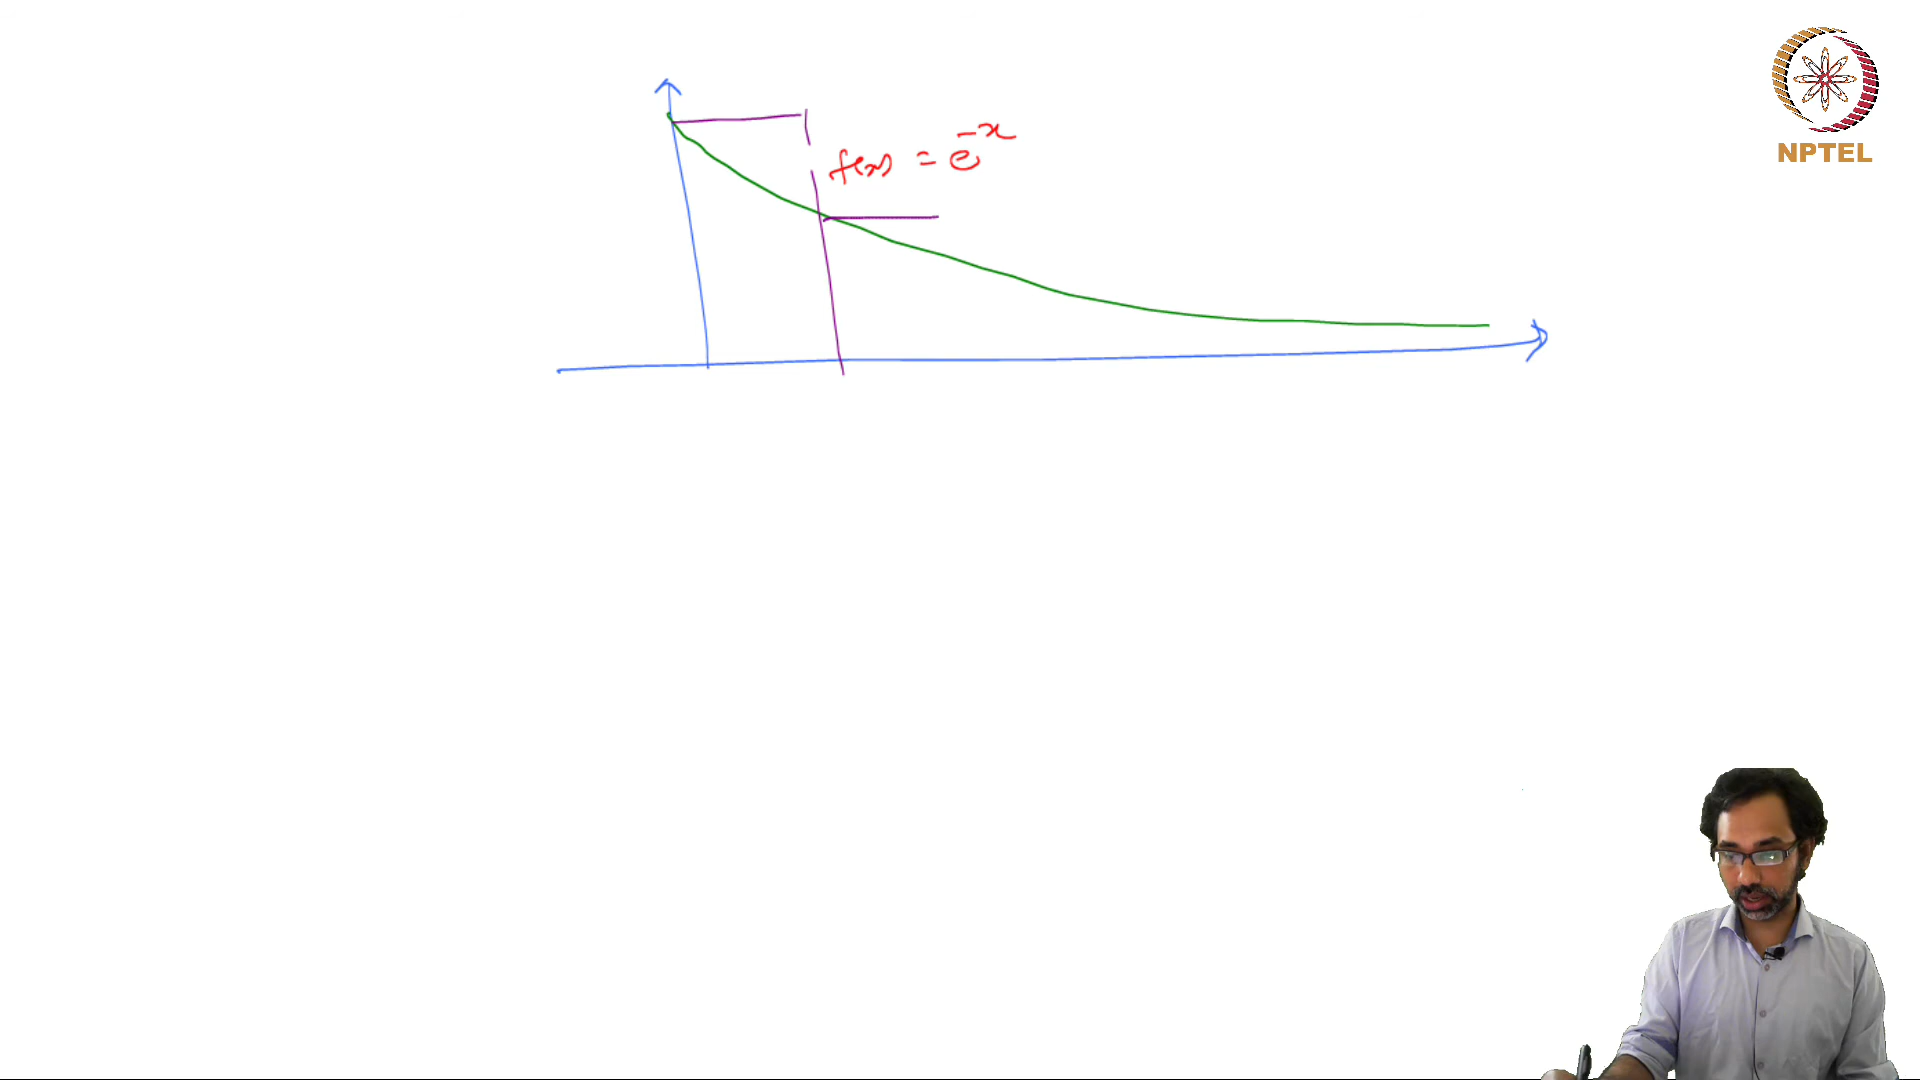 f(x) = e^{-x}
NPTEL